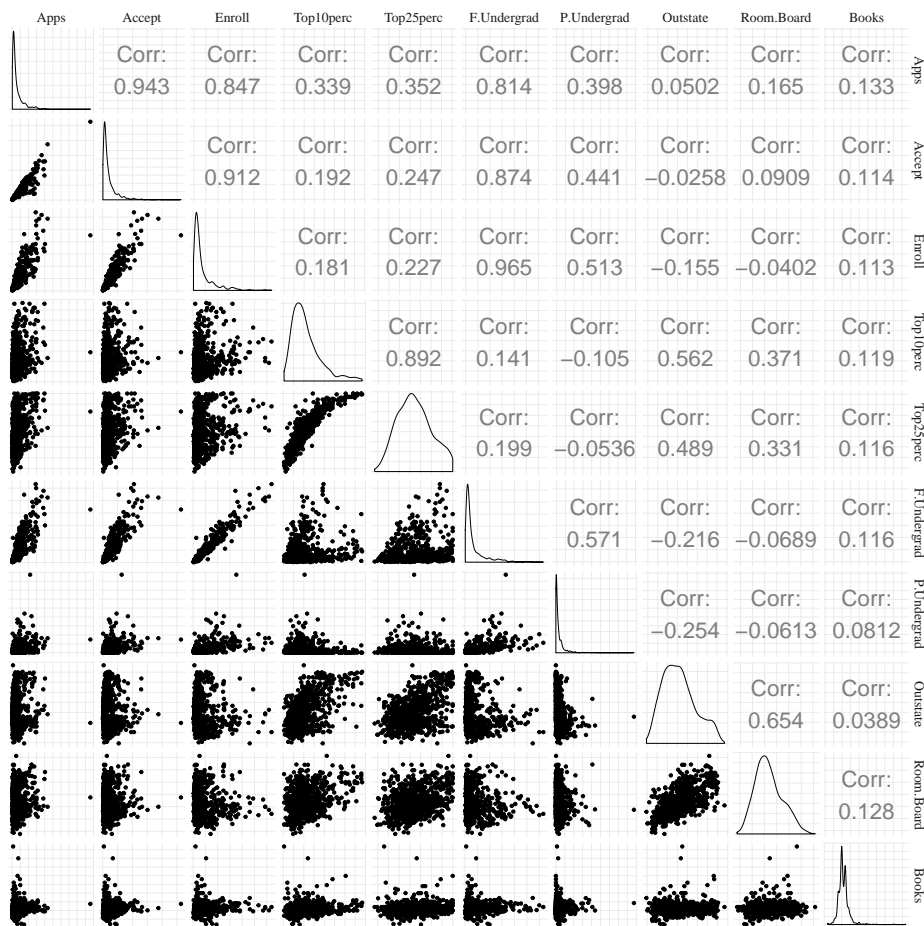 Apps Accept Enroll Top10perc Top25perc F.Undergrad P.Undergrad Outstate Room.Board Books
Corr: Corr: Corr: Corr: Corr: Corr: Corr: Corr: Corr:
0.943 0.847 0.339 0.352 0.814 0.398 0.0502 0.165 0.133
Apps
Corr: Corr: Corr: Corr: Corr: Corr: Corr: Corr:
0.912 0.192 0.247 0.874 0.441 −0.0258 0.0909 0.114
Accept
Corr: Corr: Corr: Corr: Corr: Corr: Corr:
0.181 0.227 0.965 0.513 −0.155 −0.0402 0.113
Enroll
Corr: Corr: Corr: Corr: Corr: Corr:
0.892 0.141 −0.105 0.562 0.371 0.119
Top10perc
Corr: Corr: Corr: Corr: Corr:
0.199 −0.0536 0.489 0.331 0.116
Top25perc
Corr: Corr: Corr: Corr:
0.571 −0.216 −0.0689 0.116
F.Undergrad
Corr: Corr: Corr:
−0.254 −0.0613 0.0812
P.Undergrad
Corr: Corr:
0.654 0.0389
Outstate
Corr:
0.128
Room.Board
Books